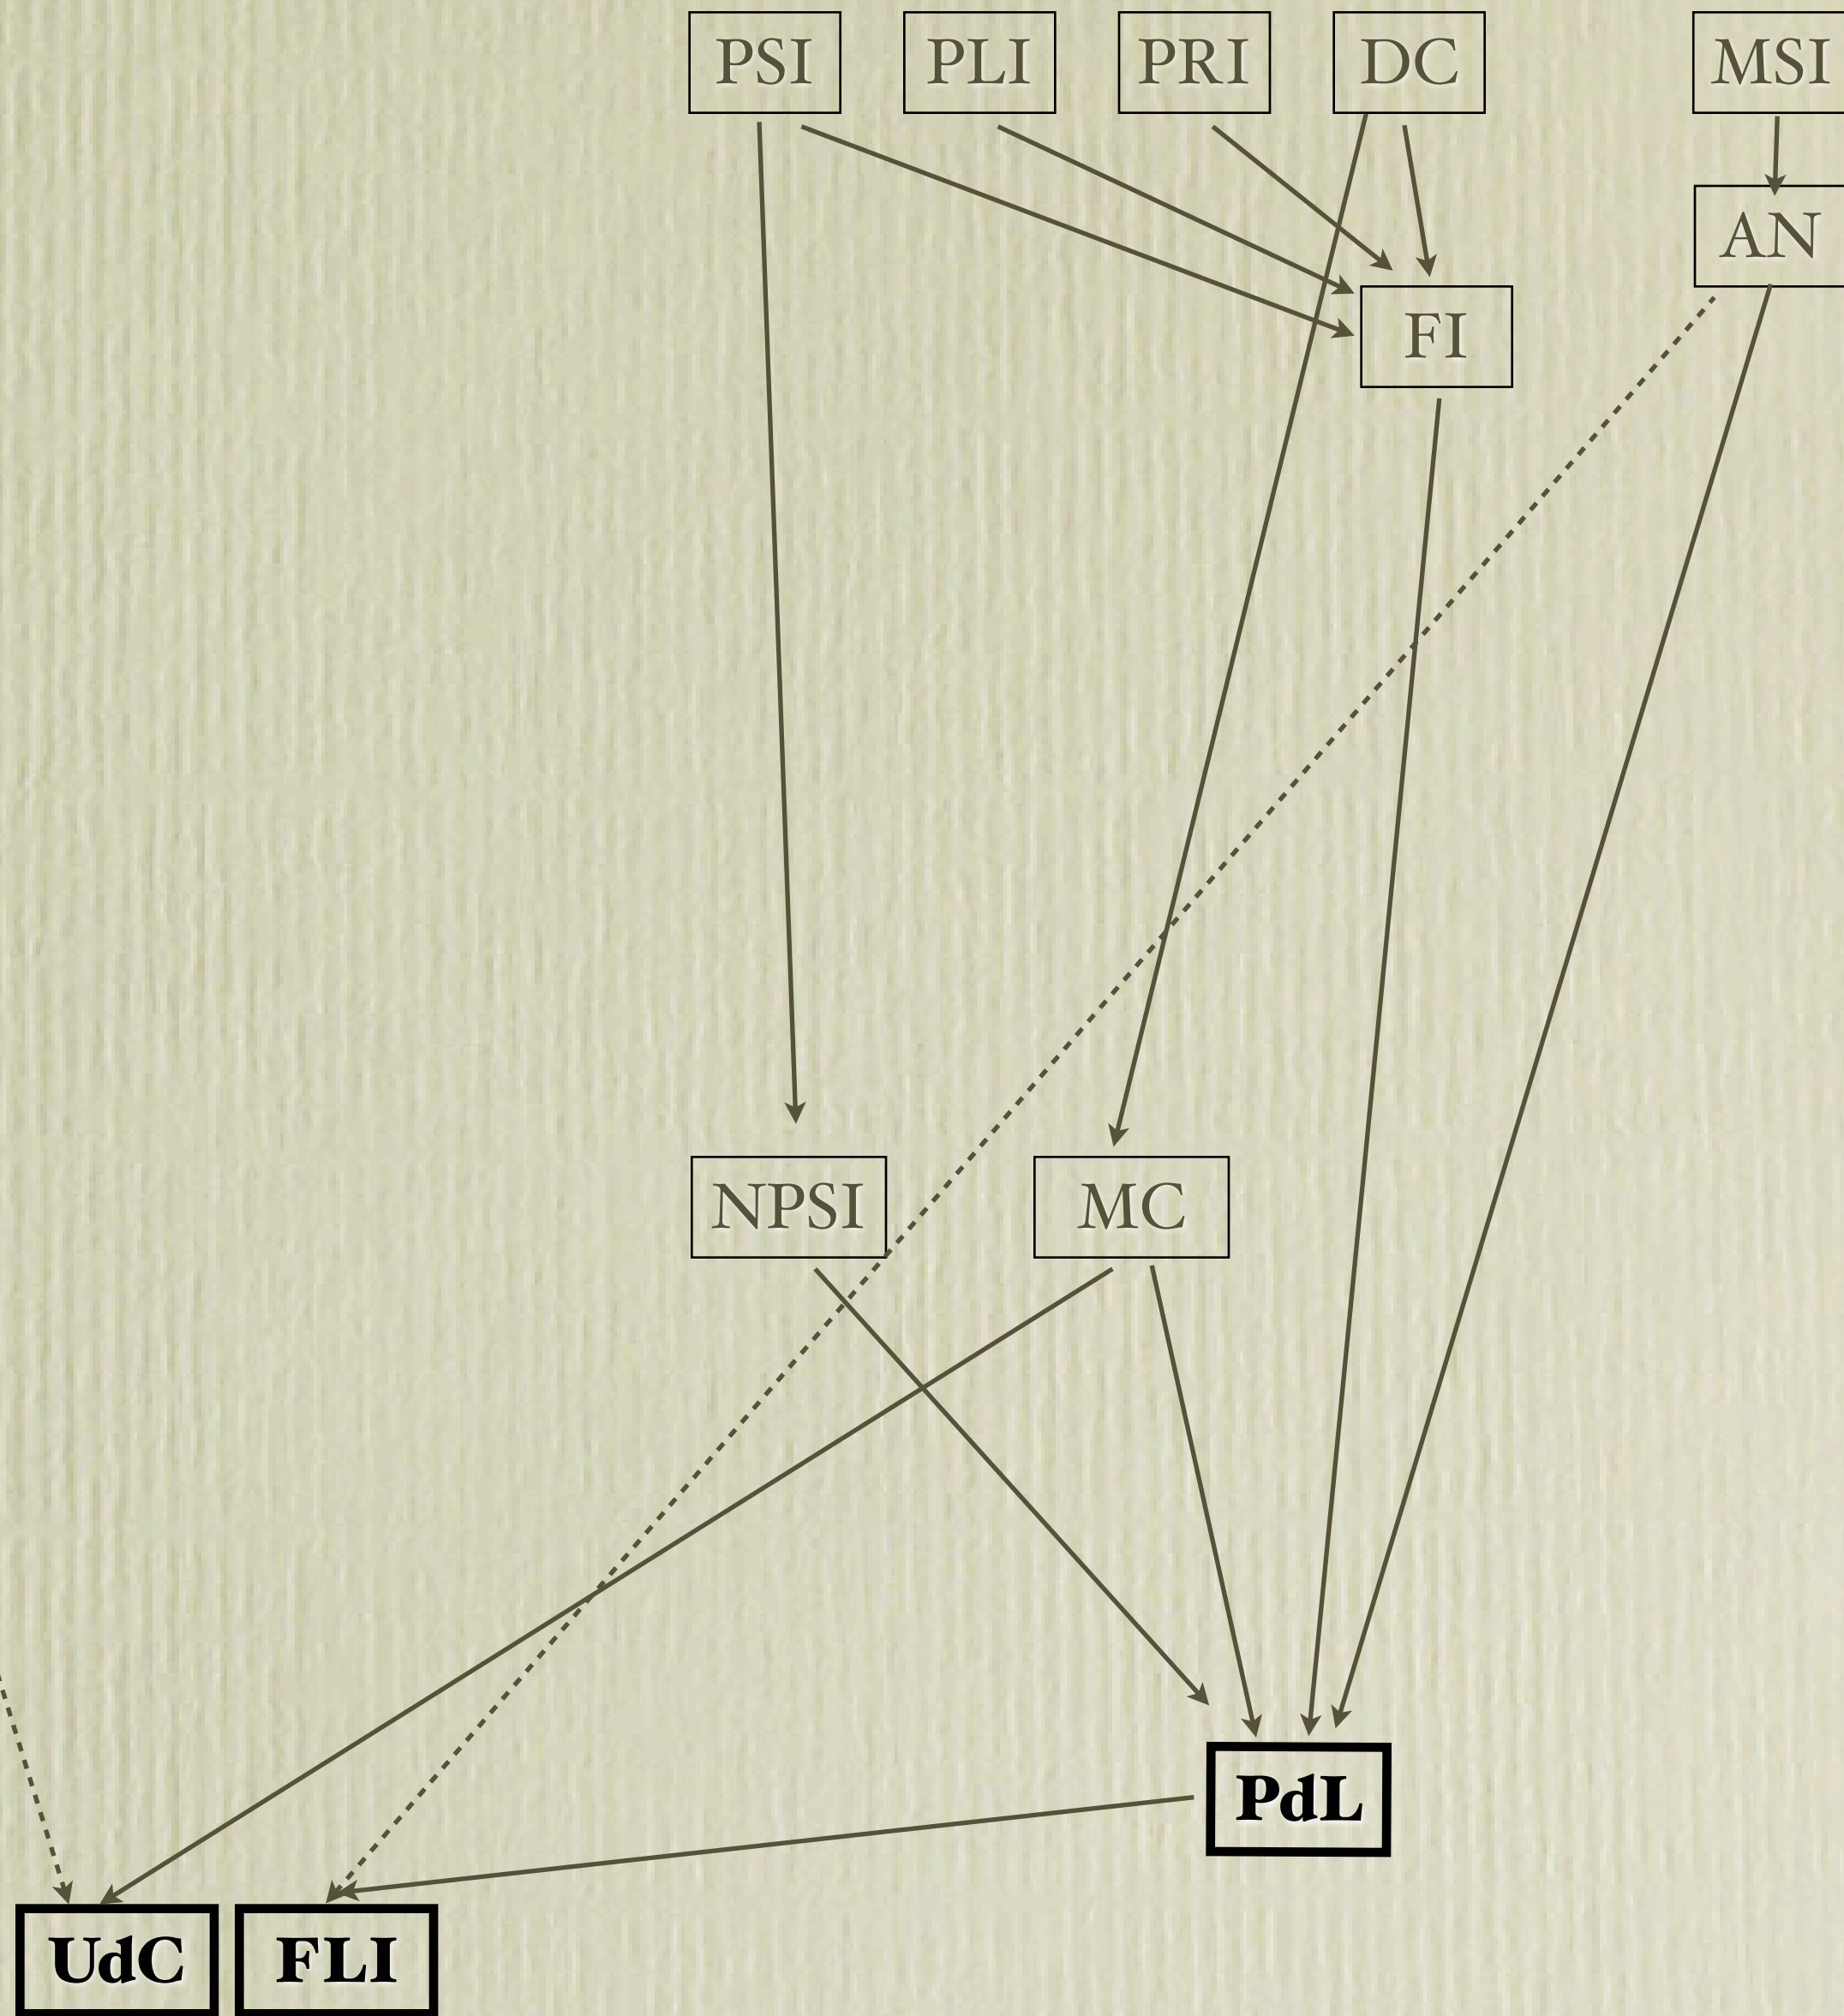 PSI
PLI
PRI
DC
MSI
AN
FI
NPSI
MC
PdL
UdC
FLI